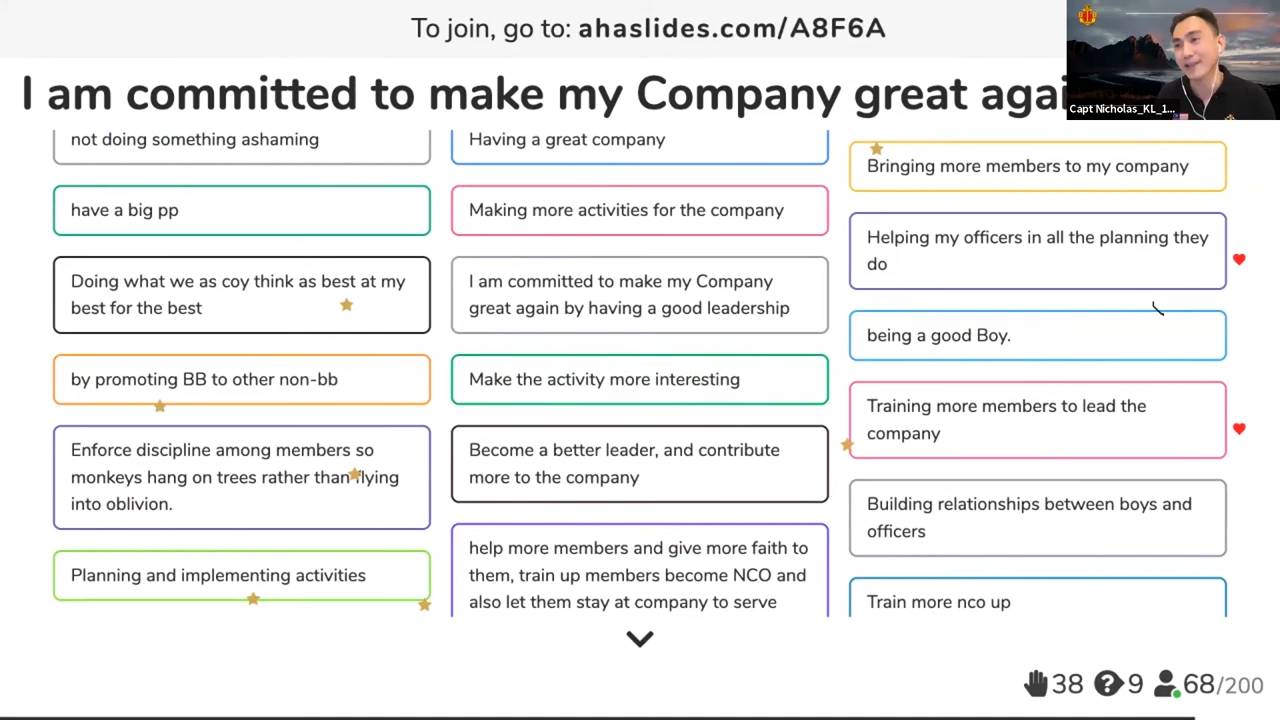 To join, go to: ahaslides.com/A8F6A
I am committed to make my Company great agai
Capt Nicholas_KL_1...
not doing something ashaming
have a big pp
Doing what we as coy think as best at my
best for the best
by promoting BB to other non-bb
Enforce discipline among members so
monkeys hang on trees rather than flying
into oblivion.
Planning and implementing activities
Having a great company
Making more activities for the company
I am committed to make my Company
great again by having a good leadership
Make the activity more interesting
Become a better leader, and contribute
more to the company
help more members and give more faith to
them, train up members become NCO and
also let them stay at company to serve
Bringing more members to my company
Helping my officers in all the planning they
do
being a good Boy.
Training more members to lead the
company
Building relationships between boys and
officers
Train more nco up
38 9 68/200